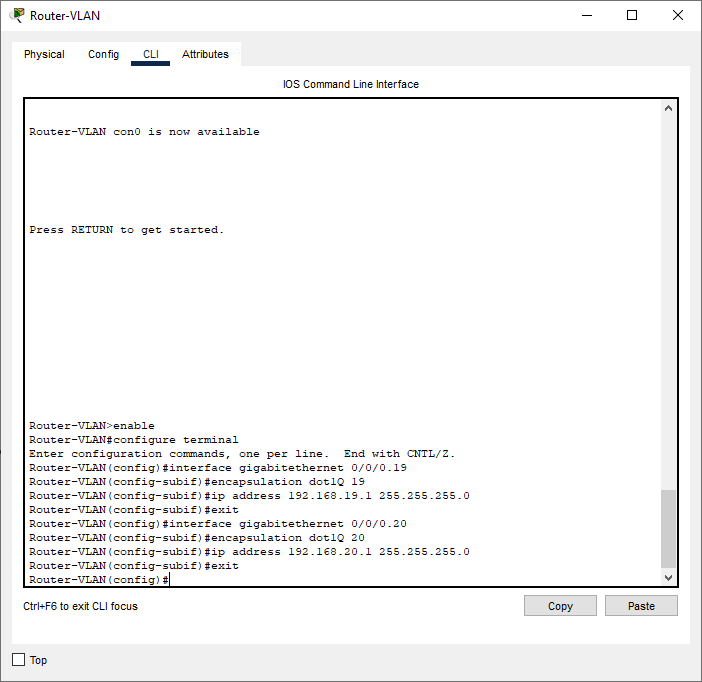 Router-VLAN
Physical Config CLI Attributes
IOS Command Line Interface
Router-VLAN con0 is now available
Press RETURN to get started.
Router-VLAN>enable
Router-VLAN#configure terminal
Enter configuration commands, one per line.  End with CNTL/Z.
Router-VLAN(config)#interface gigabitethernet 0/0/0.19
Router-VLAN(config-subif)#encapsulation dot1Q 19
Router-VLAN(config-subif)#ip address 192.168.19.1 255.255.255.0
Router-VLAN(config-subif)#exit
Router-VLAN(config)#interface gigabitethernet 0/0/0.20
Router-VLAN(config-subif)#encapsulation dot1Q 20
Router-VLAN(config-subif)#ip address 192.168.20.1 255.255.255.0
Router-VLAN(config-subif)#exit
Router-VLAN(config)#
Ctrl+F6 to exit CLI focus Copy Paste
Top